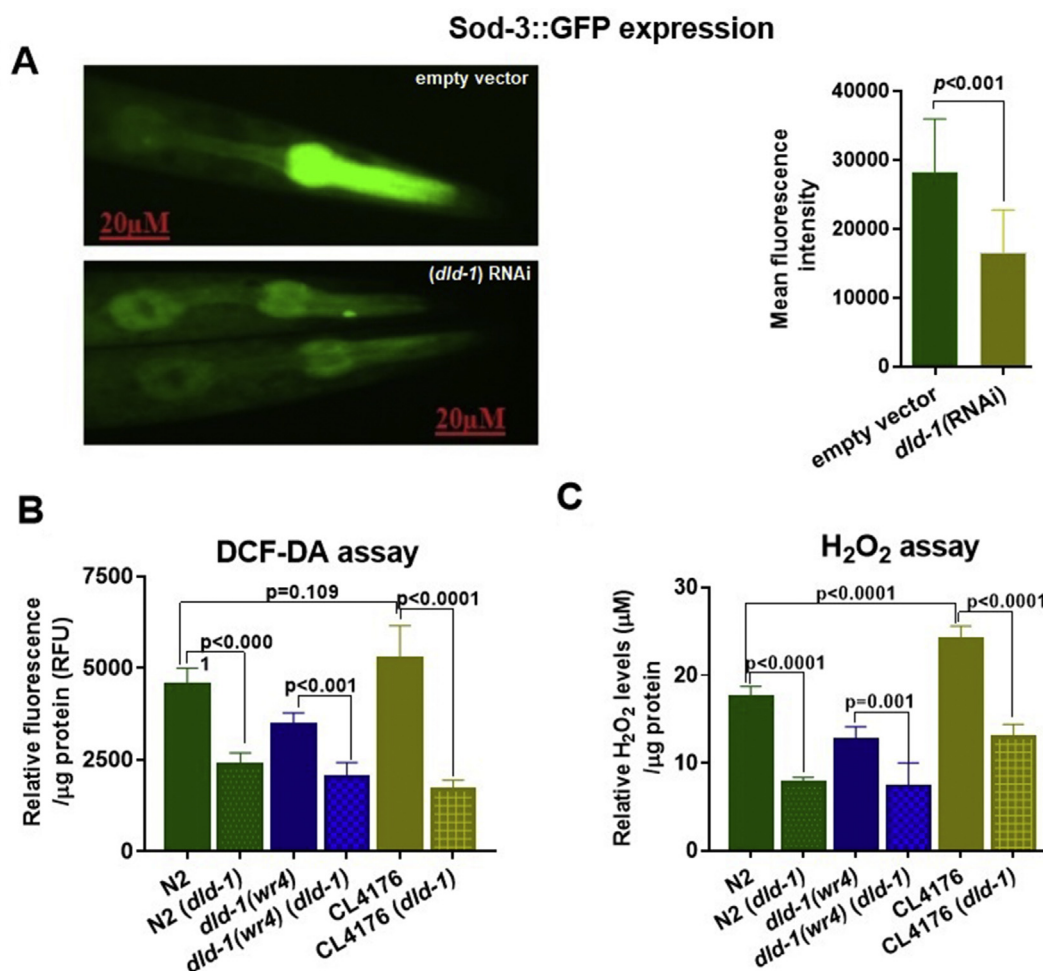 Sod-3::GFP expression
A
empty vector
20μM
(dld-1) RNAi
20μM
Mean fluorescence
intensity
40000
30000
20000
10000
0
p<0.001
empty vector
dld-1(RNAi)
B
DCF-DA assay
Relative fluorescence
/μg protein (RFU)
7500
5000
2500
0
p=0.109
p<0.000
1
p<0.001
p<0.0001
N2
N2 (dld-1)
dld-1(wr4)
dld-1(wr4) (dld-1)
CL4176
CL4176 (dld-1)
C
H₂O₂ assay
Relative H₂O₂ levels (μM)
/μg protein
30
20
10
0
p<0.0001
p<0.0001
p=0.001
p<0.0001
N2
N2 (dld-1)
dld-1(wr4)
dld-1(wr4) (dld-1)
CL4176
CL4176 (dld-1)